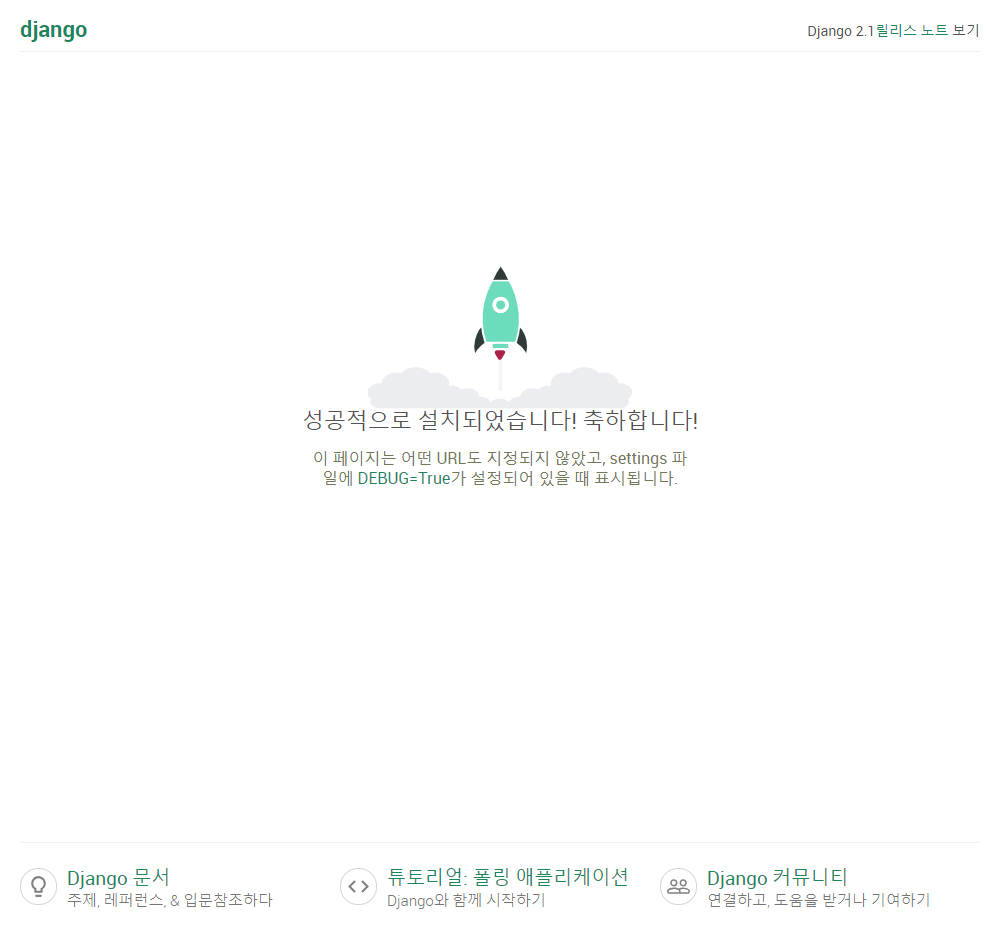 django
Django 2.1릴리스 노트 보기
성공적으로 설치되었습니다! 축하합니다!
이 페이지는 어떤 URL도 지정되지 않았고, settings 파
일에 DEBUG=True가 설정되어 있을 때 표시됩니다.
Django 문서
주제, 레퍼런스, & 입문참조하다
튜토리얼: 폴링 애플리케이션
Django와 함께 시작하기
Django 커뮤니티
연결하고, 도움을 받거나 기여하기